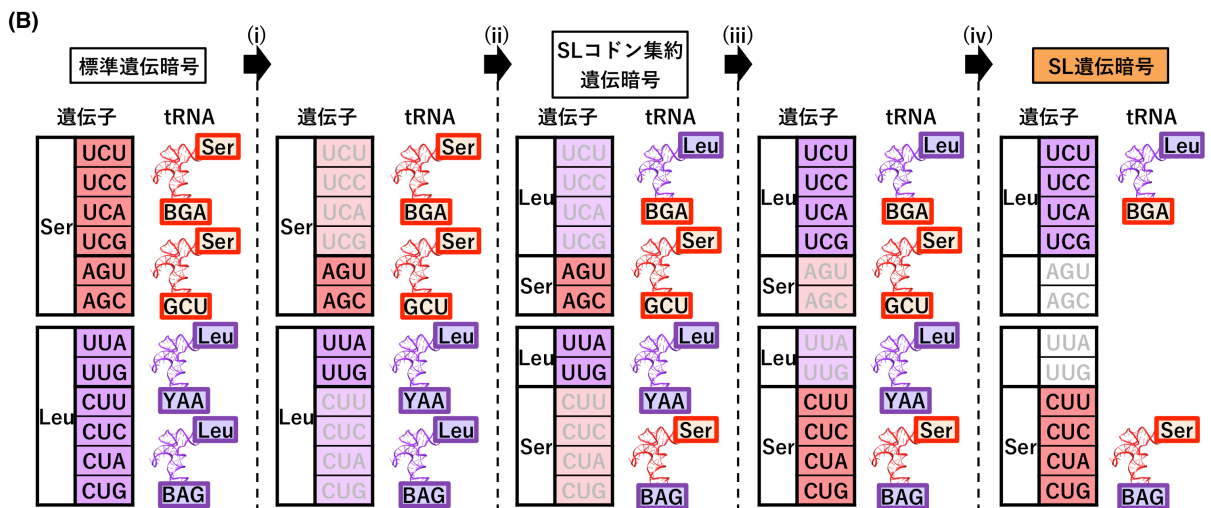 (B)
(i)
(ii)
(iii)
(iv)
標準遺伝暗号
SLコドン集約
遺伝暗号
SL遺伝暗号
遺伝子 tRNA
Ser
UCU
UCC
UCA
UCG
AGU
AGC
Ser
BGA
Ser
GCU
Leu
UUA
UUG
CUU
CUC
CUA
CUG
Leu
YAA
Leu
BAG
遺伝子 tRNA
Ser
UCU
UCC
UCA
UCG
AGU
AGC
Ser
BGA
Ser
GCU
Leu
UUA
UUG
CUU
CUC
CUA
CUG
Leu
YAA
Leu
BAG
遺伝子 tRNA
Leu
UCU
UCC
UCA
UCG
Ser
AGU
AGC
Leu
BGA
Ser
GCU
Leu
UUA
UUG
Ser
CUU
CUC
CUA
CUG
Leu
YAA
Ser
BAG
遺伝子 tRNA
Leu
UCU
UCC
UCA
UCG
Ser
AGU
AGC
Leu
BGA
Ser
GCU
Leu
UUA
UUG
Ser
CUU
CUC
CUA
CUG
Leu
YAA
Ser
BAG
遺伝子 tRNA
Leu
UCU
UCC
UCA
UCG
AGU
AGC
Leu
BGA
UUA
UUG
Ser
CUU
CUC
CUA
CUG
Ser
BAG